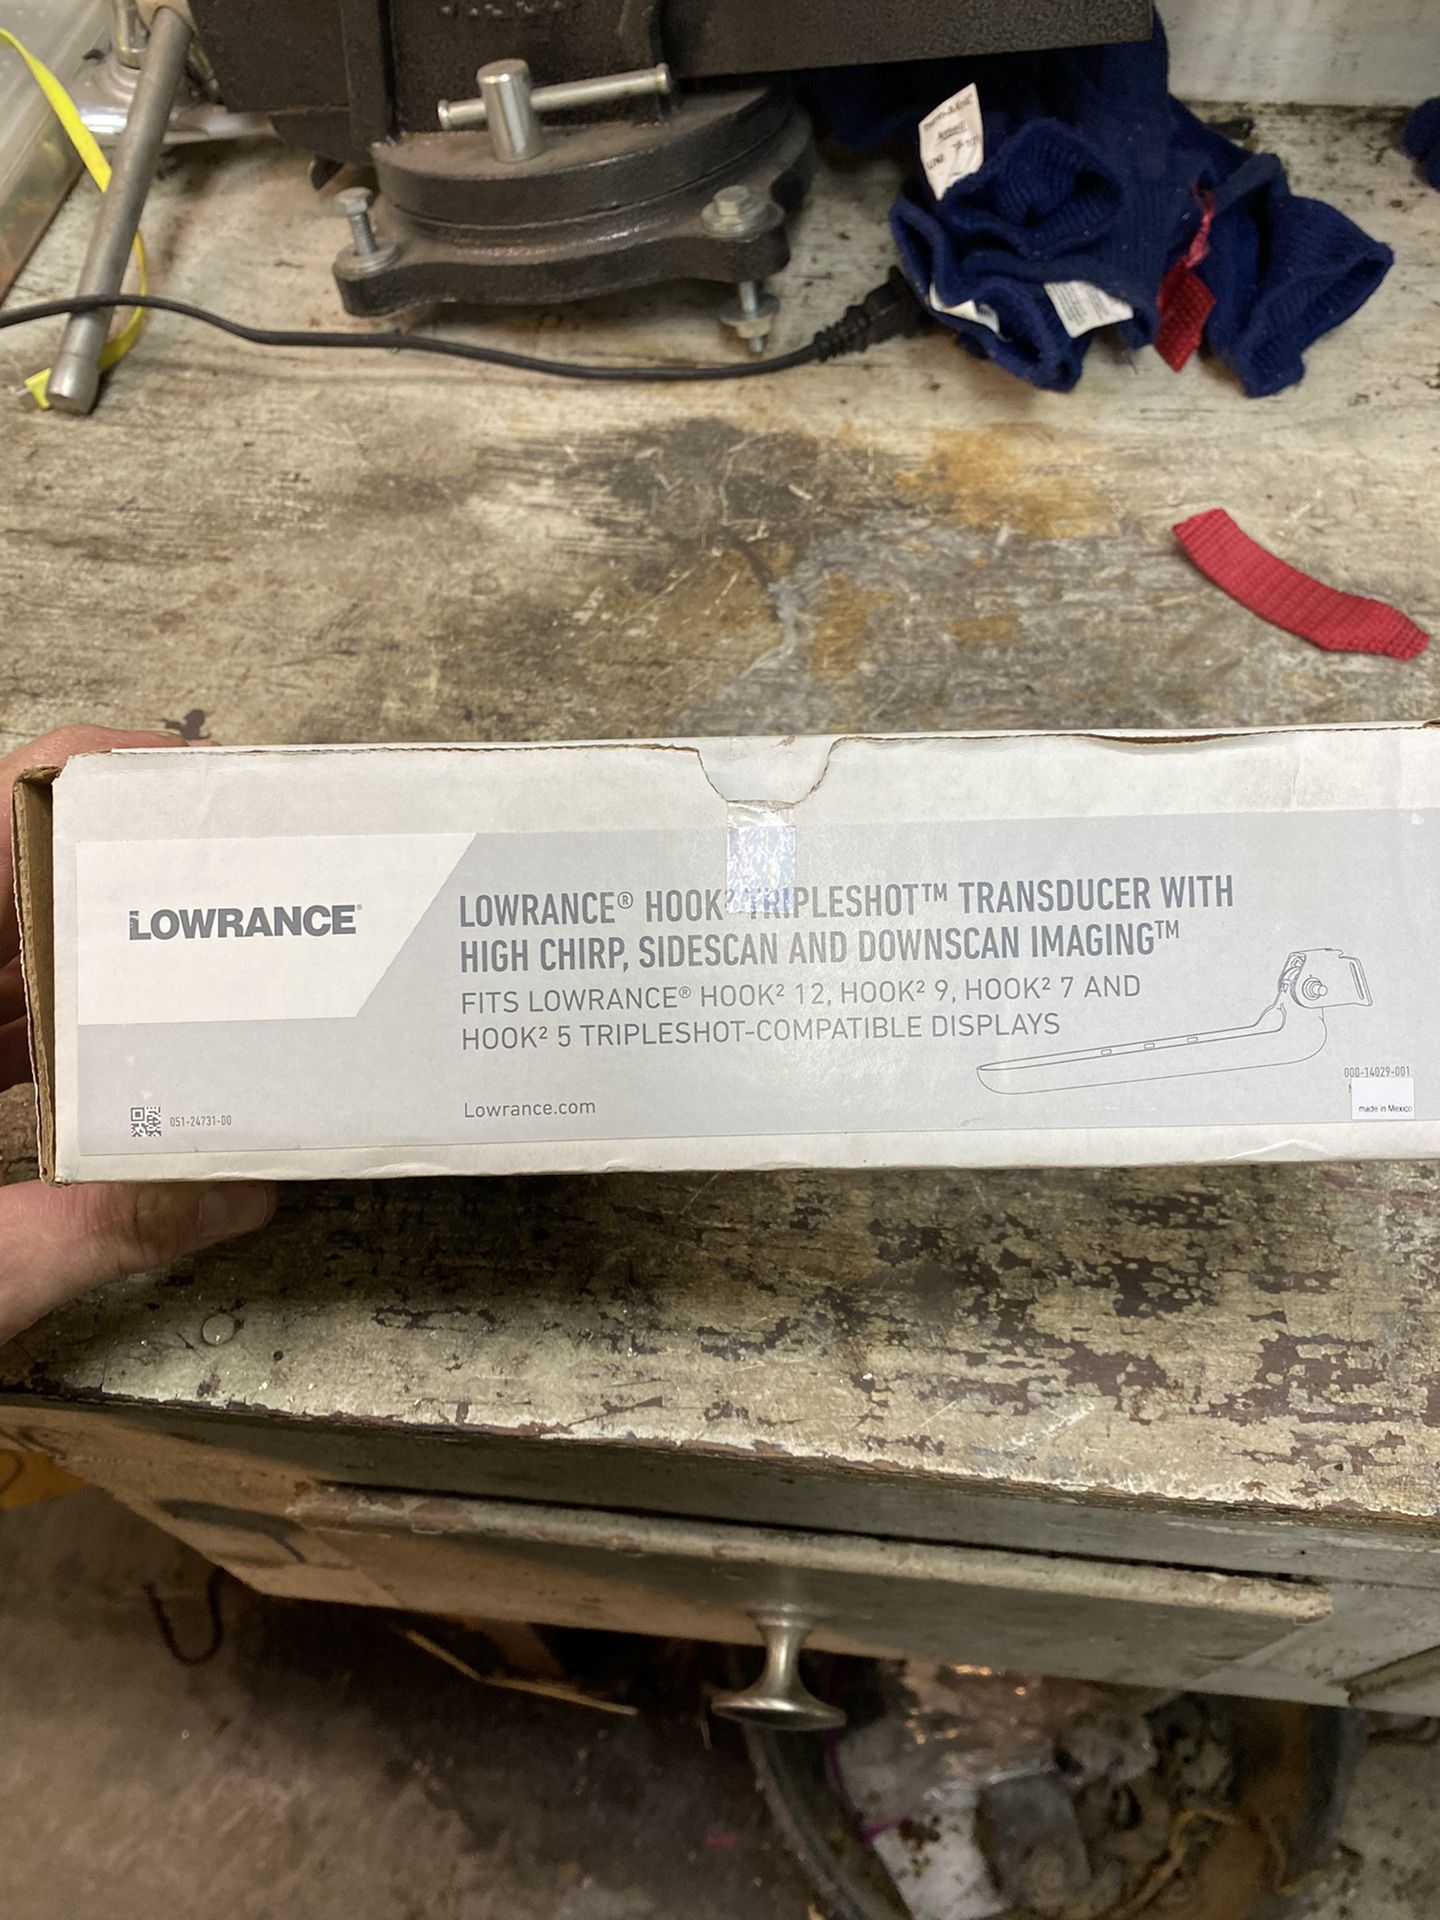 LOWRANCE®
LOWRANCE® HOOK² TRIPLESHOT™ TRANSDUCER WITH
HIGH CHIRP, SIDESCAN AND DOWNSCAN IMAGING™
FITS LOWRANCE® HOOK² 12, HOOK² 9, HOOK² 7 AND
HOOK² 5 TRIPLESHOT-COMPATIBLE DISPLAYS
000-14029-001
made in Mexico
Lowrance.com
051-24731-00